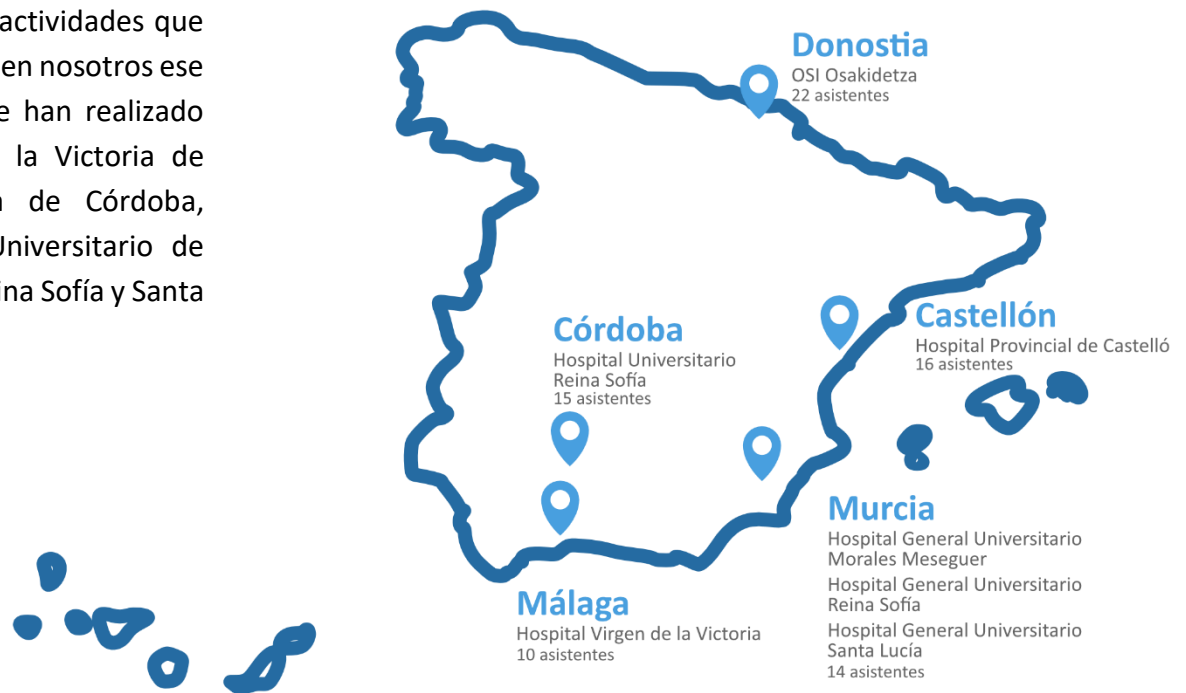 actividades que
en nosotros ese
han realizado
la Victoria de
de Córdoba,
Universitario de
Sofía y Santa
Donostia
OSI Osakidetza
22 asistentes
Castellón
Hospital Provincial de Castelló
16 asistentes
Córdoba
Hospital Universitario
Reina Sofía
15 asistentes
Murcia
Hospital General Universitario
Morales Meseguer
Hospital General Universitario
Reina Sofía
Hospital General Universitario
Santa Lucía
14 asistentes
Málaga
Hospital Virgen de la Victoria
10 asistentes